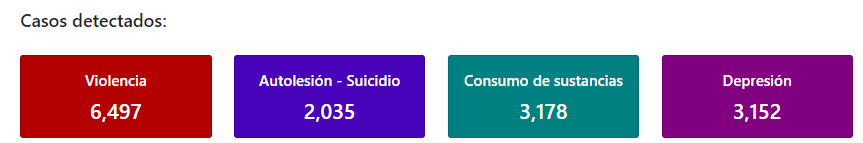 Casos detectados:
Violencia
6,497
Autolesión - Suicidio
2,035
Consumo de sustancias
3,178
Depresión
3,152